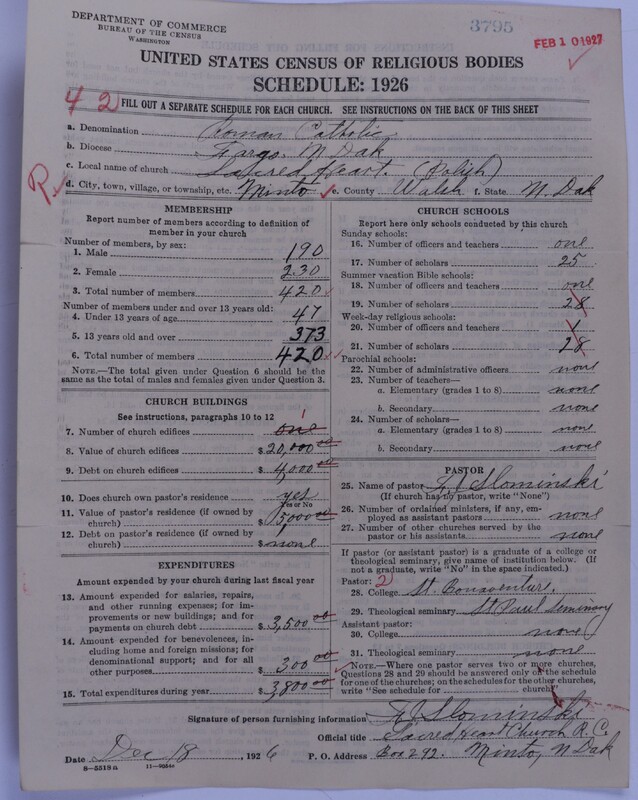 DEPARTMENT OF COMMERCE
BUREAU OF THE CENSUS
WASHINGTON
3795
FEB 10 1927
UNITED STATES CENSUS OF RELIGIOUS BODIES
SCHEDULE: 1926
4 2
FILL OUT A SEPARATE SCHEDULE FOR EACH CHURCH. SEE INSTRUCTIONS ON THE BACK OF THIS SHEET
a. Denomination Roman Catholic
b. Diocese Fargo, N. Dak
c. Local name of church Sacred Heart. (Polish)
d. City, town, village, or township, etc. Minto e. County Walsh f. State N. Dak
MEMBERSHIP
Report number of members according to definition of
member in your church
Number of members, by sex:
1. Male 190
2. Female 230
3. Total number of members 420
Number of members under and over 13 years old:
4. Under 13 years of age 47
5. 13 years old and over 373
6. Total number of members 420
NOTE.—The total given under Question 6 should be the
same as the total of males and females given under Question 3.
CHURCH BUILDINGS
See instructions, paragraphs 10 to 12
7. Number of church edifices one 1
8. Value of church edifices $20,000 00
9. Debt on church edifices $4,000 00
10. Does church own pastor's residence yes
Yes or No
11. Value of pastor's residence (if owned by
church) $5000 00
12. Debt on pastor's residence (if owned by
church) $none
EXPENDITURES
Amount expended by your church during last fiscal year
13. Amount expended for salaries, repairs,
and other running expenses; for im-
provements or new buildings; and for
payments on church debt $3,500 00
14. Amount expended for benevolences,
including home and foreign missions; for
denominational support; and for all
other purposes $300 00
15. Total expenditures during year $3,800 00
CHURCH SCHOOLS
Report here only schools conducted by this church
Sunday schools:
16. Number of officers and teachers one
17. Number of scholars 25
Summer vacation Bible schools:
18. Number of officers and teachers one
19. Number of scholars 28
Week-day religious schools:
20. Number of officers and teachers 1
21. Number of scholars 28
Parochial schools:
22. Number of administrative officers none
23. Number of teachers—
a. Elementary (grades 1 to 8) none
b. Secondary none
24. Number of scholars—
a. Elementary (grades 1 to 8) none
b. Secondary none
PASTOR
25. Name of pastor Slominski
(If church has no pastor, write "None")
26. Number of ordained ministers, if any, em-
ployed as assistant pastors none
27. Number of other churches served by the
pastor or his assistants none
If pastor (or assistant pastor) is a graduate of a college or
theological seminary, give name of institution below. (If
not a graduate, write "No" in the space indicated.)
Pastor: 2
28. College St. Bonaventure.
29. Theological seminary St Paul Seminary
Assistant pastor:
30. College none
31. Theological seminary none
NOTE.—Where one pastor serves two or more churches,
Questions 28 and 29 should be answered only on the schedule
for one of the churches; on the schedules for the other churches,
write "See schedule for church"
Signature of person furnishing information Slominski
Official title Sacred Heart Church R. C.
Date Dec 18, 1926 P. O. Address Box 292. Minto, N Dak
8—5518a